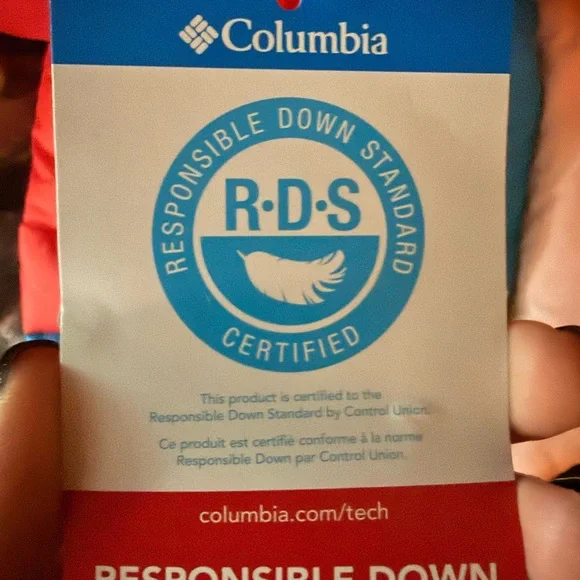 Columbia
RESPONSIBLE DOWN STANDARD
R·D·S
CERTIFIED
This product is certified to the
Responsible Down Standard by Control Union.
Ce produit est certifié conforme à la norme
Responsible Down par Control Union.
columbia.com/tech
RESPONSIBLE DOWN